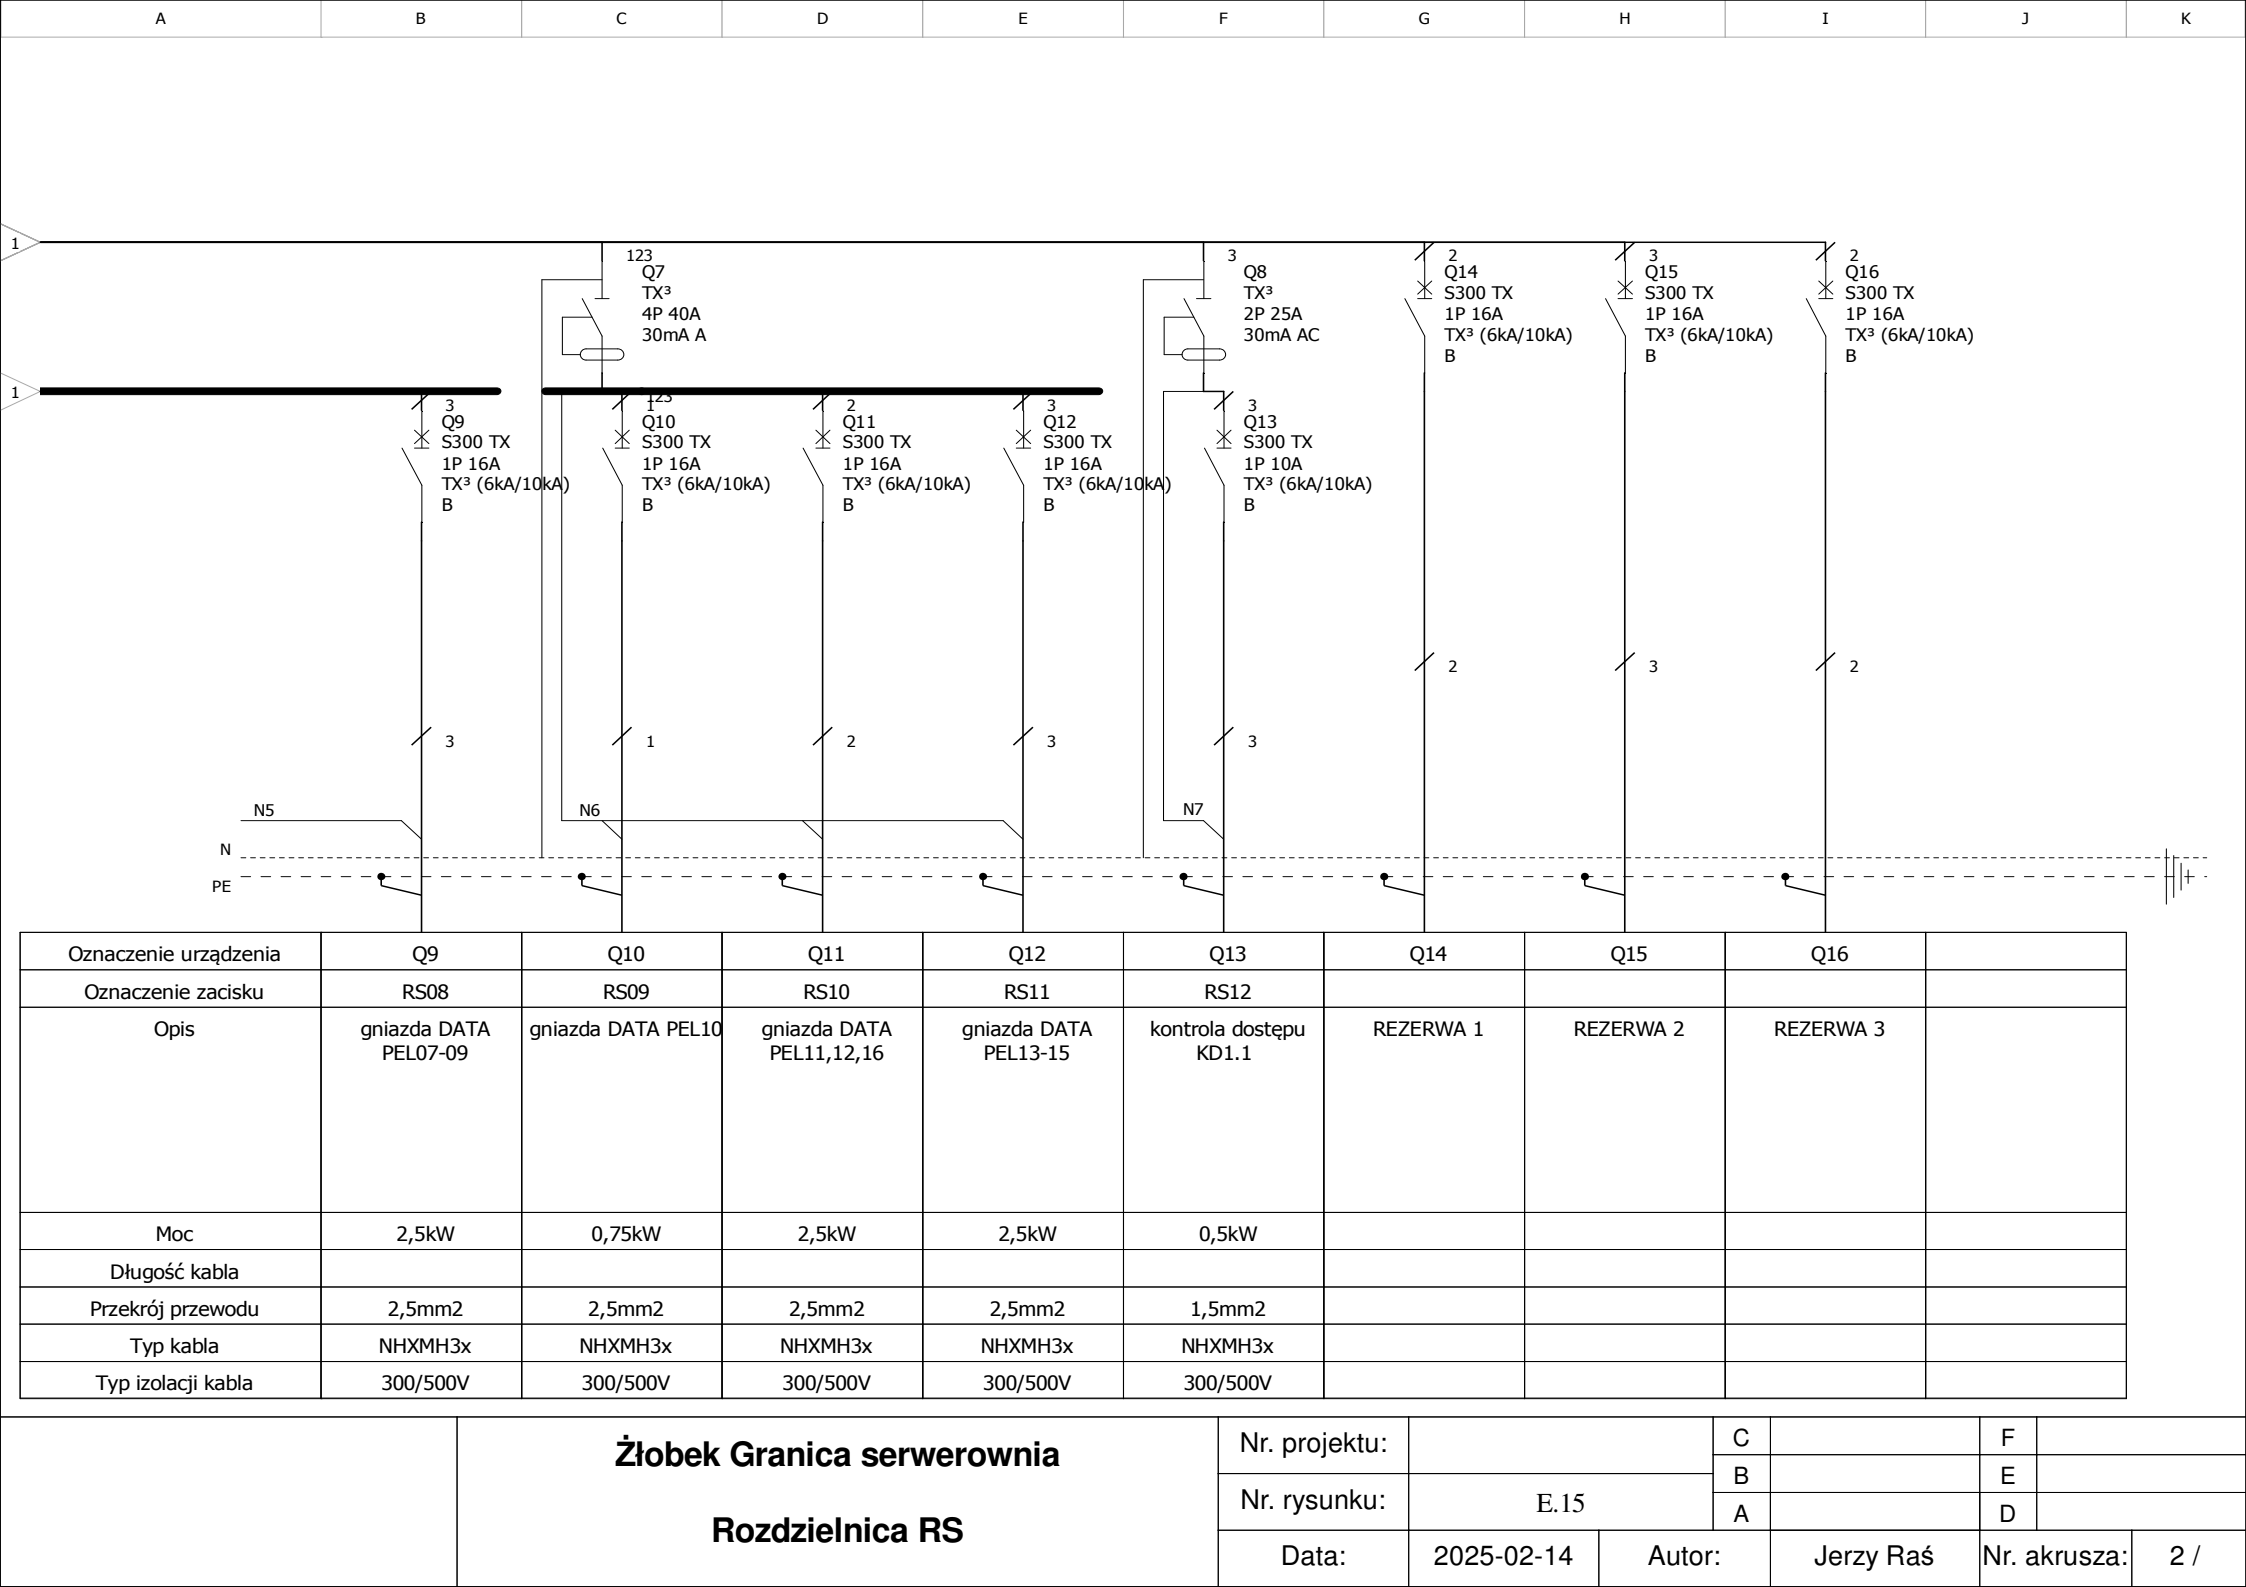 A B C D E F G H I J K
1
123
Q7
TX³
4P 40A
30mA A
3
Q8
TX³
2P 25A
30mA AC
2
Q14
S300 TX
1P 16A
TX³ (6kA/10kA)
B
3
Q15
S300 TX
1P 16A
TX³ (6kA/10kA)
B
2
Q16
S300 TX
1P 16A
TX³ (6kA/10kA)
B
1
3
Q9
S300 TX
1P 16A
TX³ (6kA/10kA)
B
123
1
Q10
S300 TX
1P 16A
TX³ (6kA/10kA)
B
2
Q11
S300 TX
1P 16A
TX³ (6kA/10kA)
B
3
Q12
S300 TX
1P 16A
TX³ (6kA/10kA)
B
3
Q13
S300 TX
1P 10A
TX³ (6kA/10kA)
B
2 3 2
3 1 2 3 3
N5 N6 N7
N
PE
Oznaczenie urządzenia Q9 Q10 Q11 Q12 Q13 Q14 Q15 Q16
Oznaczenie zacisku RS08 RS09 RS10 RS11 RS12
Opis gniazda DATA gniazda DATA PEL10 gniazda DATA gniazda DATA kontrola dostępu REZERWA 1 REZERWA 2 REZERWA 3
PEL07-09 PEL11,12,16 PEL13-15 KD1.1
Moc 2,5kW 0,75kW 2,5kW 2,5kW 0,5kW
Długość kabla
Przekrój przewodu 2,5mm2 2,5mm2 2,5mm2 2,5mm2 1,5mm2
Typ kabla NHXMH3x NHXMH3x NHXMH3x NHXMH3x NHXMH3x
Typ izolacji kabla 300/500V 300/500V 300/500V 300/500V 300/500V
Żłobek Granica serwerownia
Rozdzielnica RS
Nr. projektu: C F
B E
Nr. rysunku: E.15 A D
Data: 2025-02-14 Autor: Jerzy Raś Nr. akrusza: 2 /